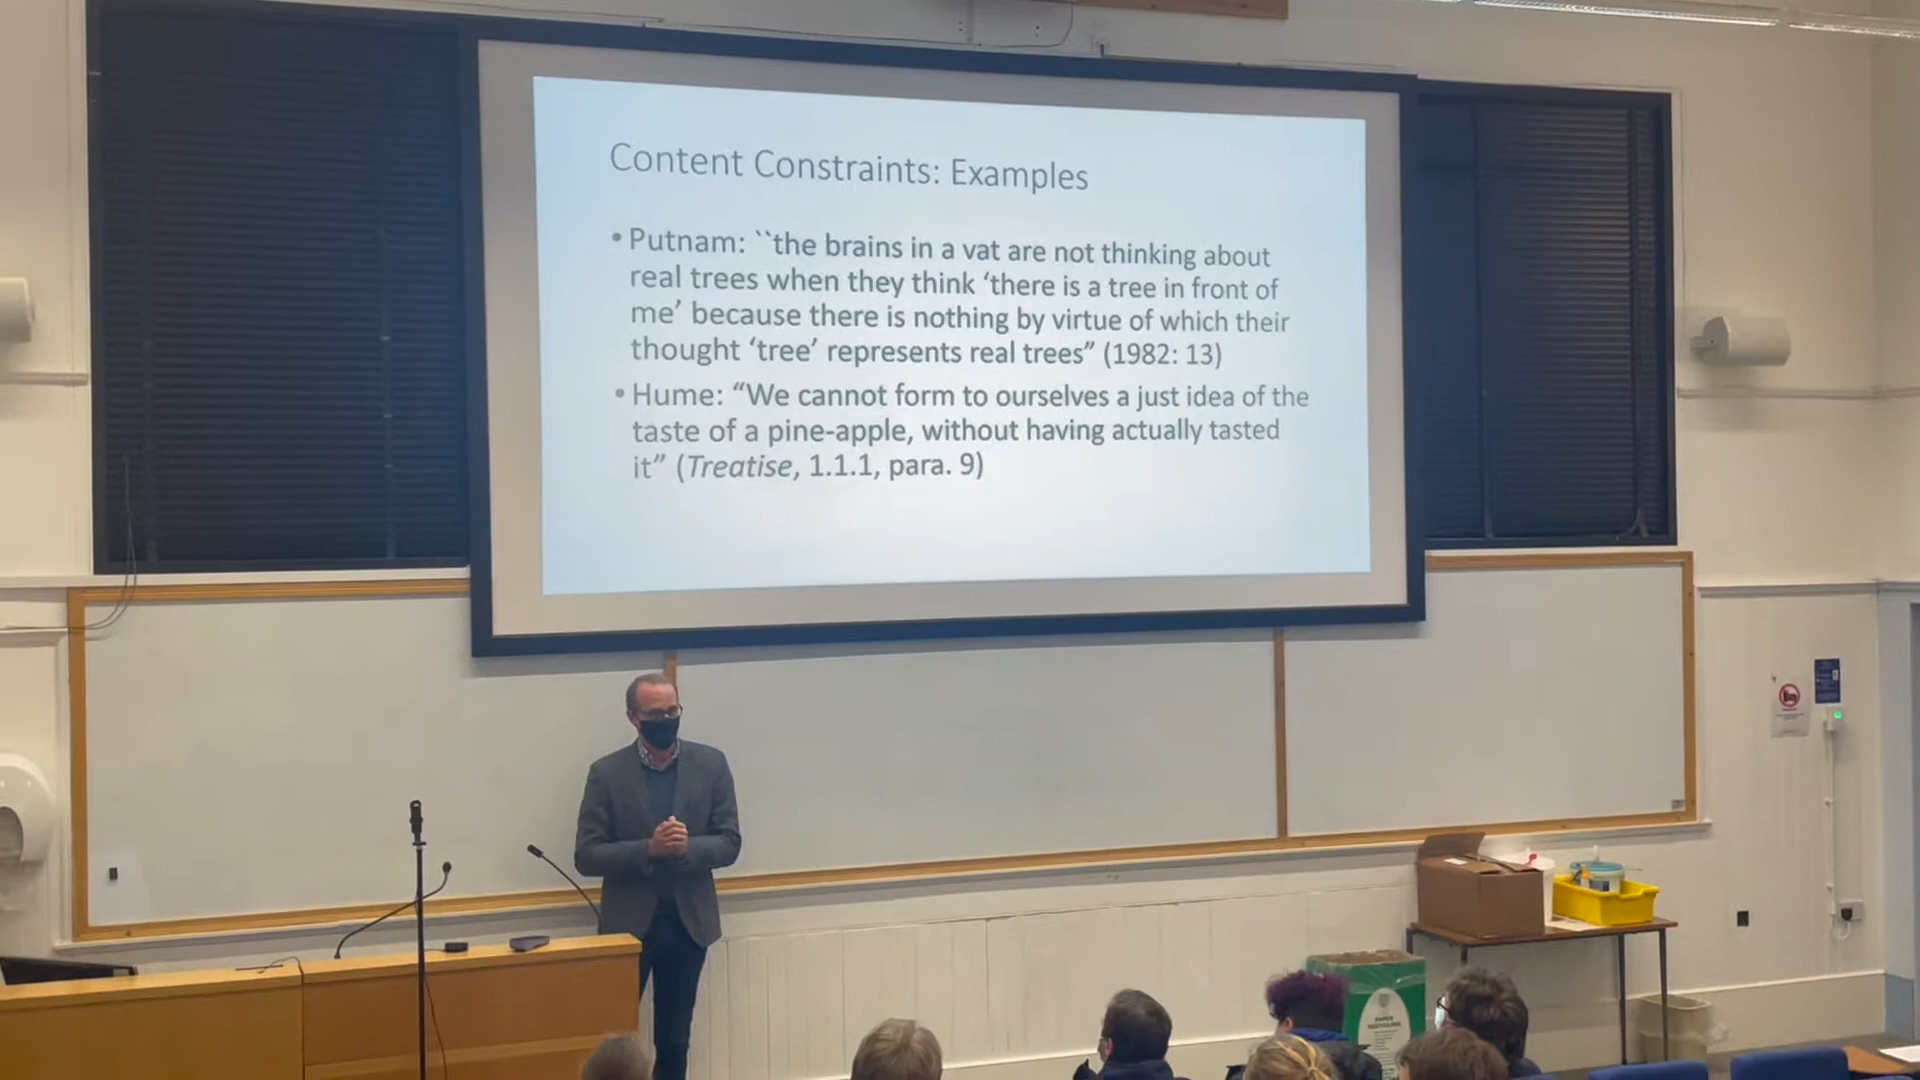 Content Constraints: Examples
• Putnam: ``the brains in a vat are not thinking about
real trees when they think ‘there is a tree in front of
me’ because there is nothing by virtue of which their
thought ‘tree’ represents real trees” (1982: 13)
• Hume: “We cannot form to ourselves a just idea of the
taste of a pine-apple, without having actually tasted
it” (Treatise, 1.1.1, para. 9)
PAPER
RECYCLING